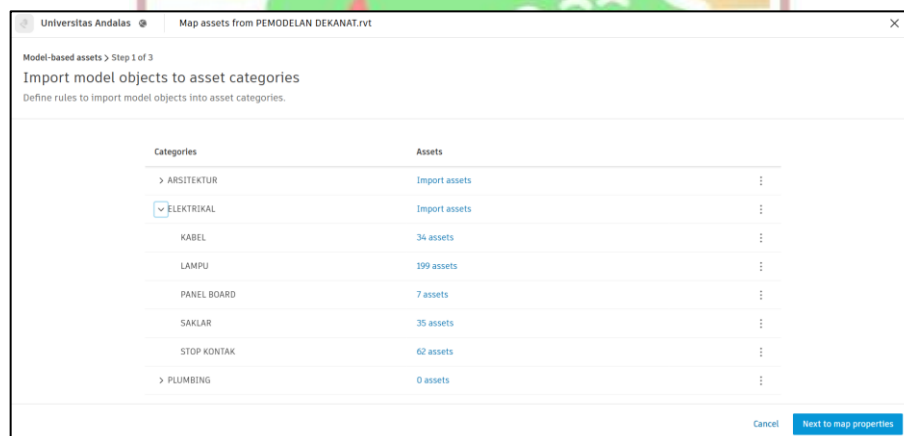 Universitas Andalas Map assets from PEMODELAN DEKANAT.rvt
Model-based assets > Step 1 of 3
Import model objects to asset categories
Define rules to import model objects into asset categories.
Categories Assets
ARSITEKTUR Import assets
ELEKTRIKAL Import assets
KABEL 34 assets
LAMPU 199 assets
PANEL BOARD 7 assets
SAKLAR 35 assets
STOP KONTAK 62 assets
PLUMBING 0 assets
Cancel Next to map properties